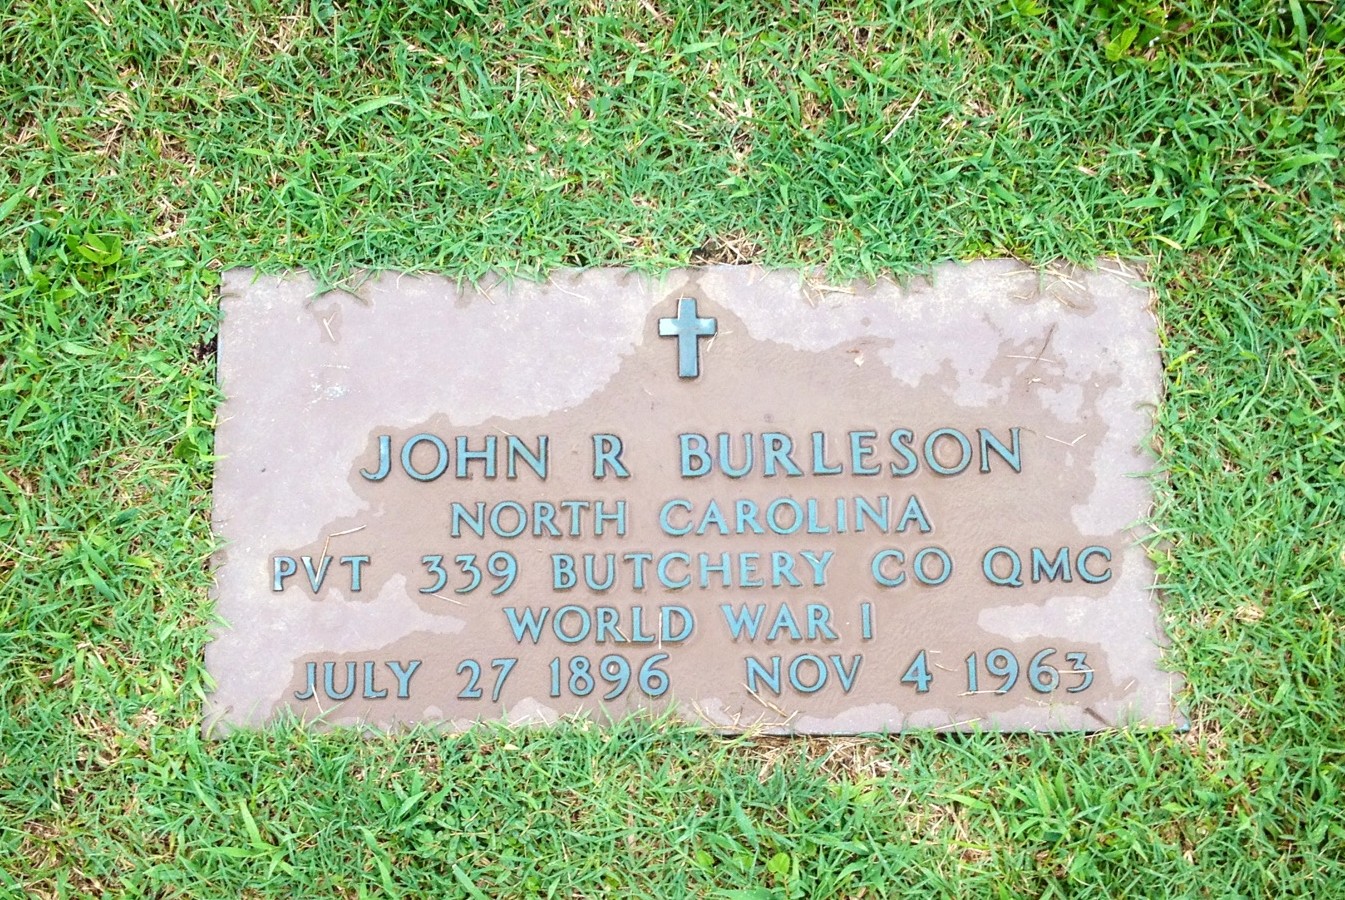 JOHN R BURLESON
NORTH CAROLINA
PVT 339 BUTCHERY CO QMC
WORLD WAR I
JULY 27 1896 NOV 4 1963